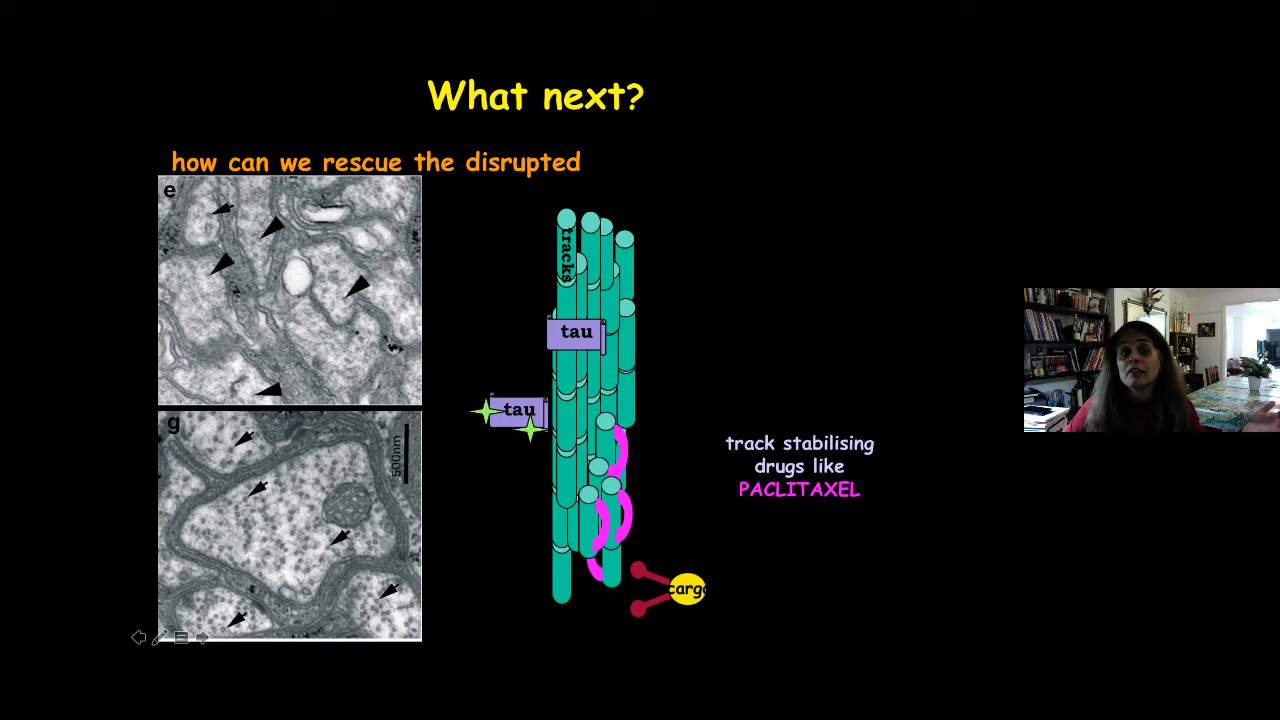 What next?
how can we rescue the disrupted
e
g
500nm
tracks
tau
tau
track stabilising
drugs like
PACLITAXEL
cargo